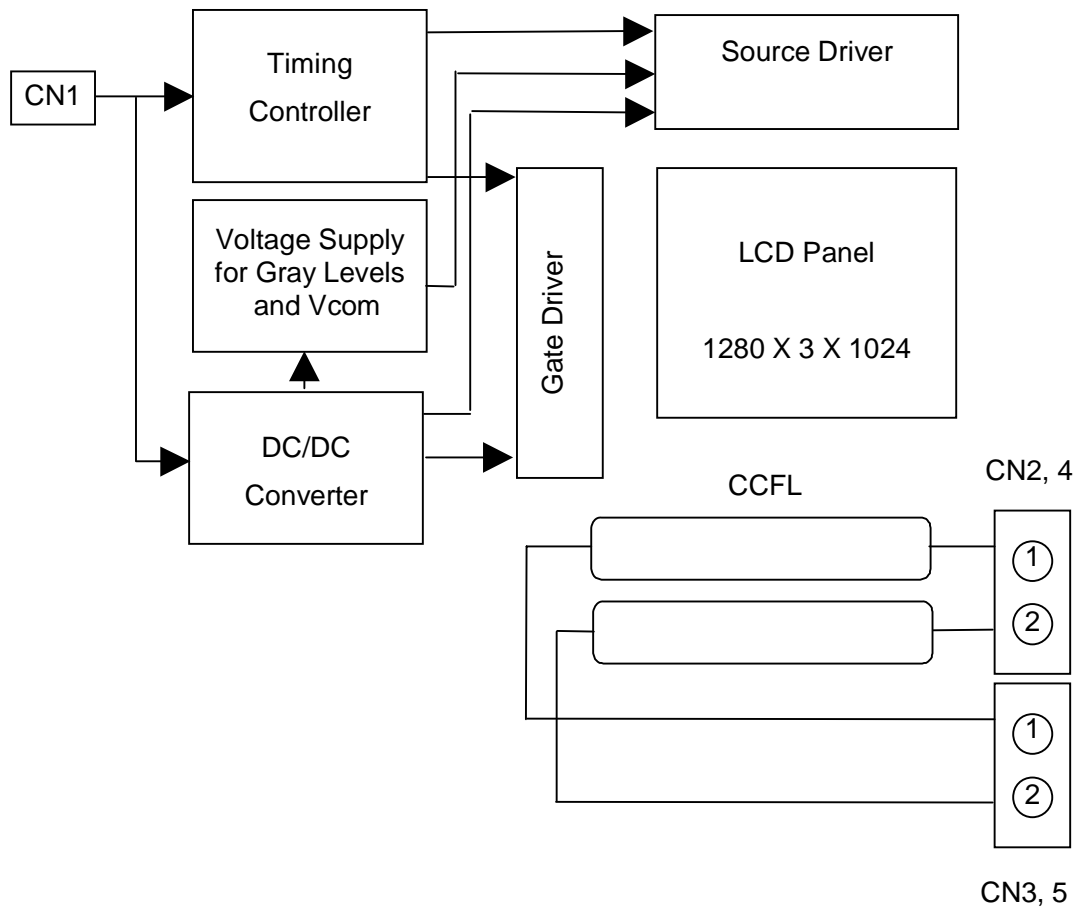 CN1
Timing
Controller
Source Driver
Voltage Supply
for Gray Levels
and Vcom
Gate Driver
LCD Panel
1280 X 3 X 1024
DC/DC
Converter
CCFL
CN2, 4
1
2
1
2
CN3, 5